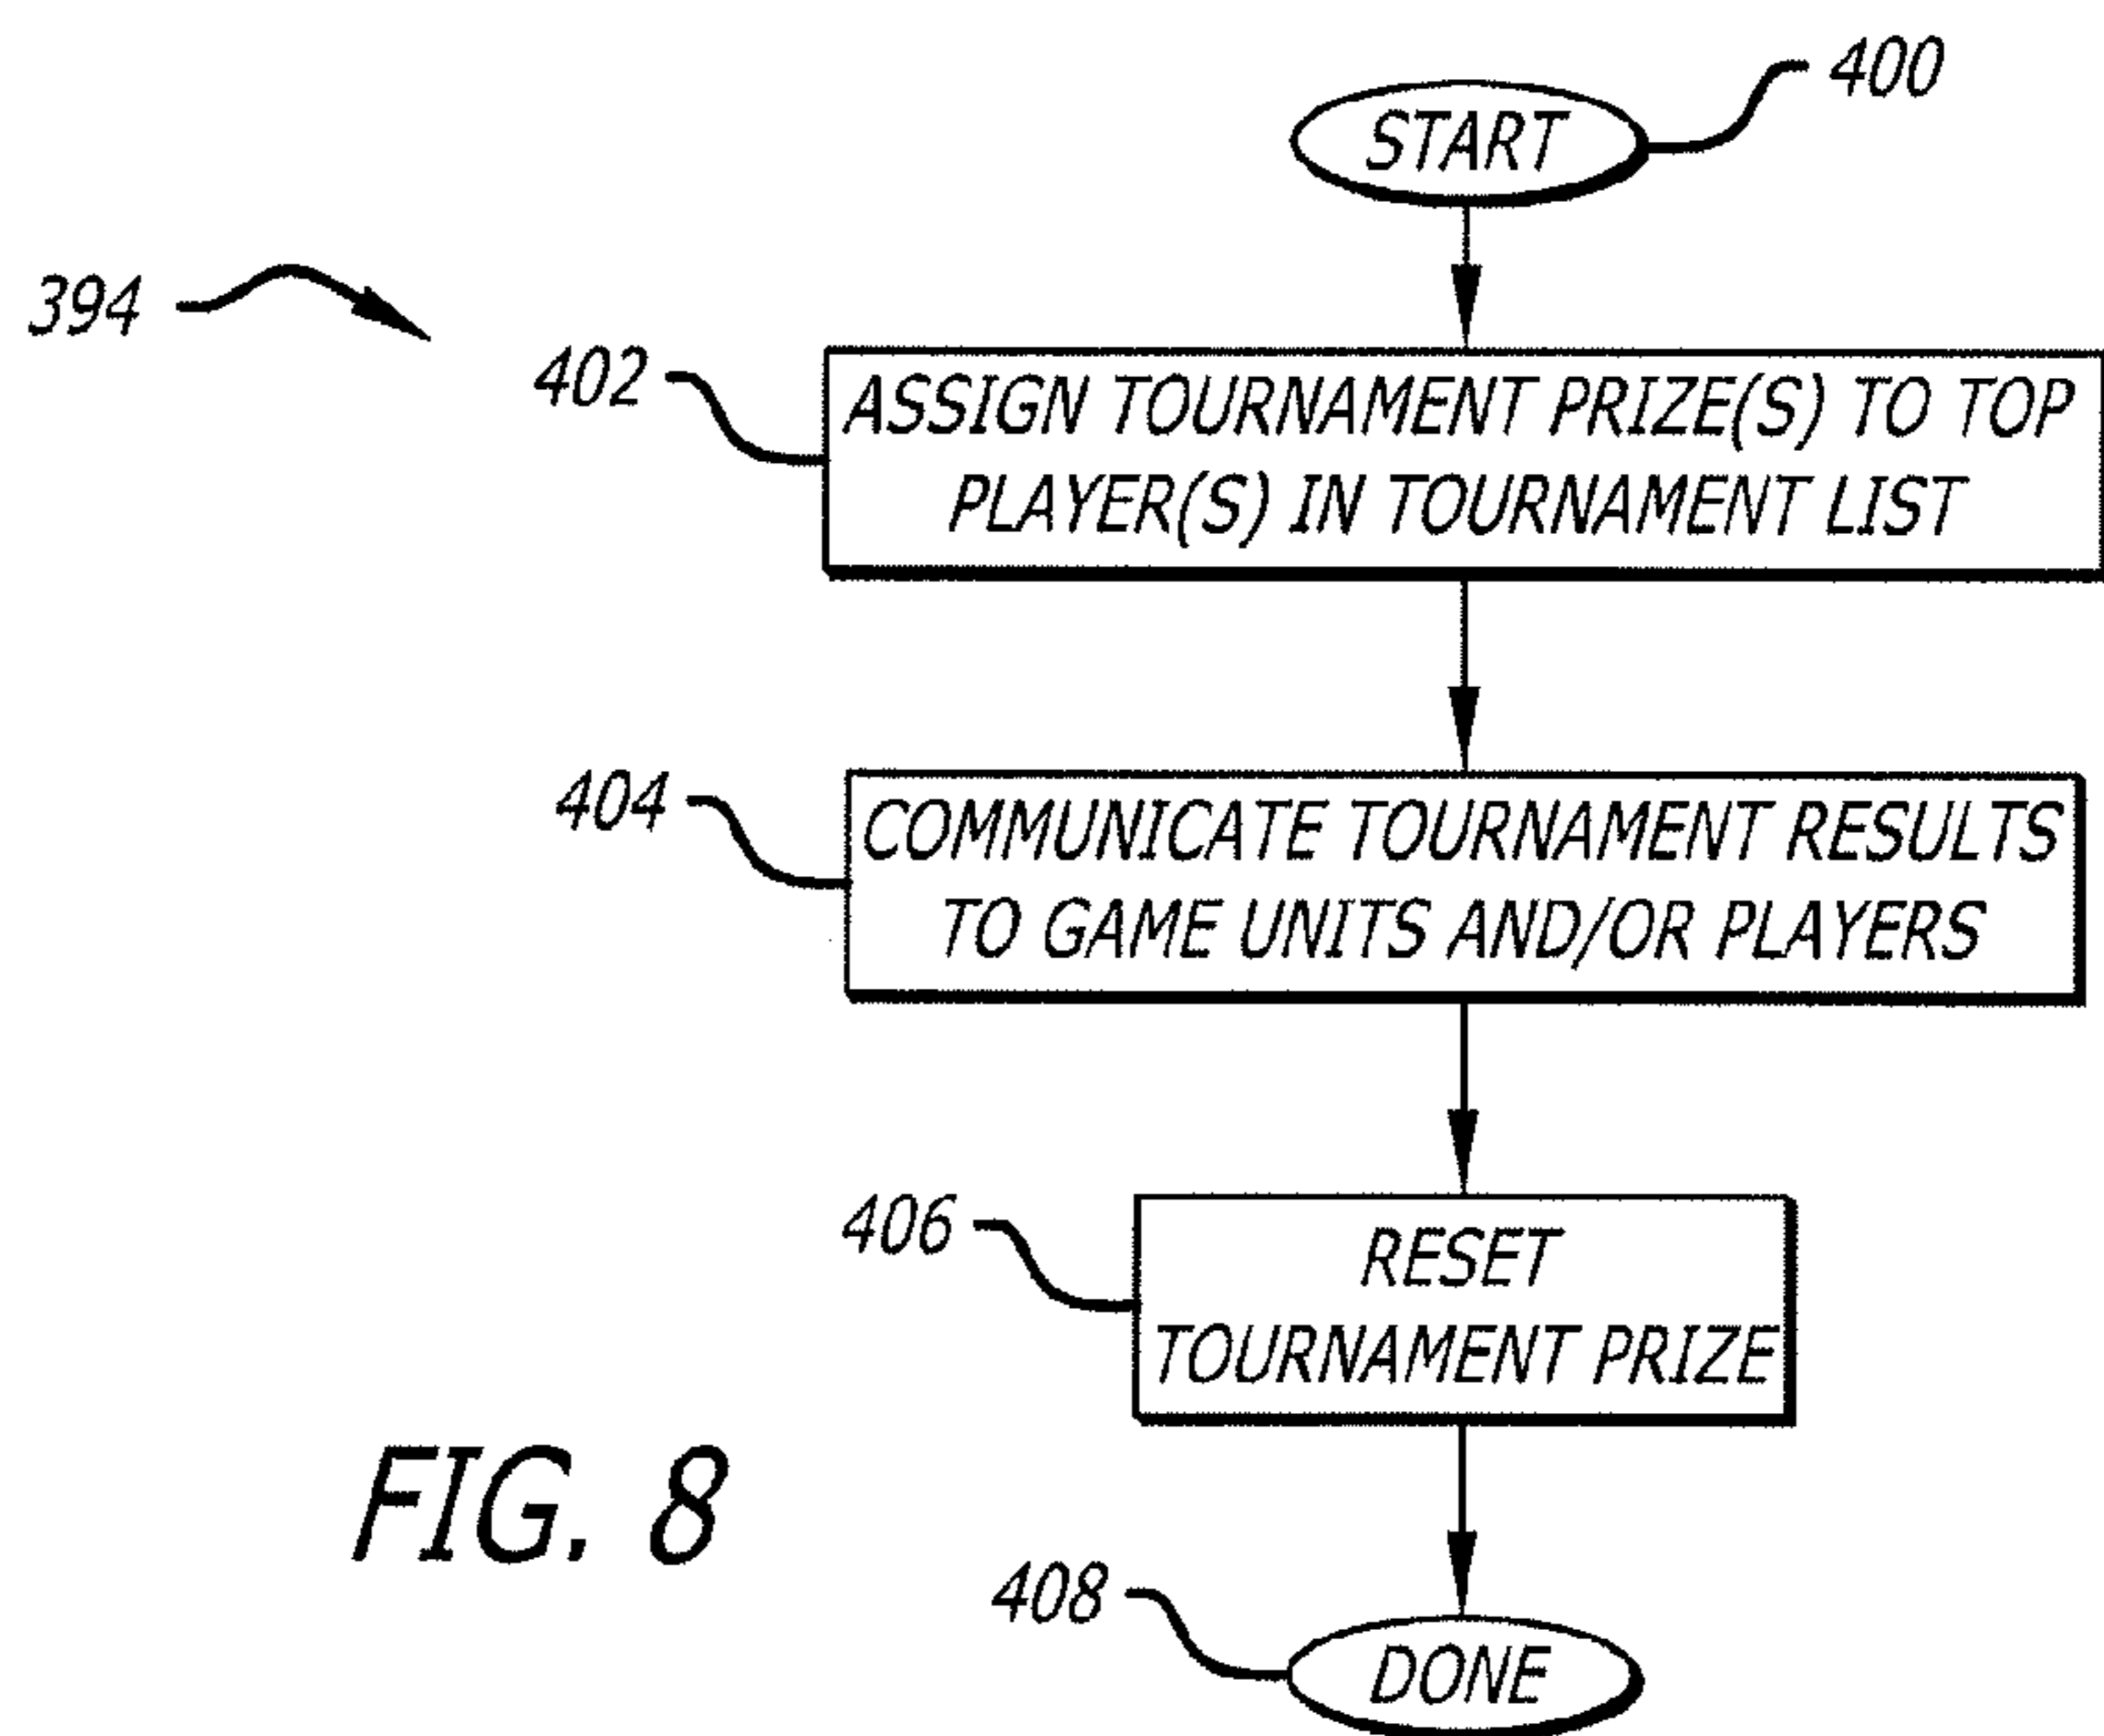 START
400
394
402
ASSIGN TOURNAMENT PRIZE(S) TO TOP
PLAYER(S) IN TOURNAMENT LIST
404
COMMUNICATE TOURNAMENT RESULTS
TO GAME UNITS AND/OR PLAYERS
406
RESET
TOURNAMENT PRIZE
FIG. 8
408
DONE